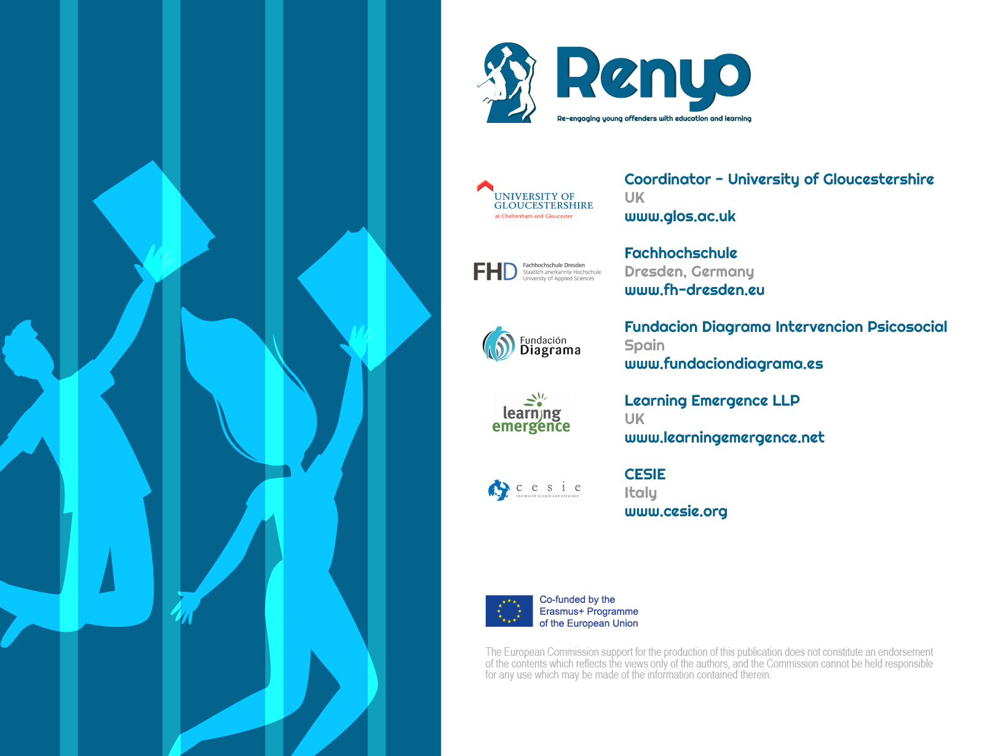 Renyo
Re-engaging young offenders with education and learning
UNIVERSITY OF
GLOUCESTERSHIRE
at Cheltenham and Gloucester
Coordinator - University of Gloucestershire
UK
www.glos.ac.uk
FHD
Fachhochschule Dresden
Staatlich anerkannte Hochschule
University of Applied Sciences
Fachhochschule
Dresden, Germany
www.fh-dresden.eu
Fundación
Diagrama
Fundacion Diagrama Intervencion Psicosocial
Spain
www.fundaciondiagrama.es
learning
emergence
Learning Emergence LLP
UK
www.learningemergence.net
cesie
the world is only one creature
CESIE
Italy
www.cesie.org
Co-funded by the
Erasmus+ Programme
of the European Union
The European Commission support for the production of this publication does not constitute an endorsement
of the contents which reflects the views only of the authors, and the Commission cannot be held responsible
for any use which may be made of the information contained therein.